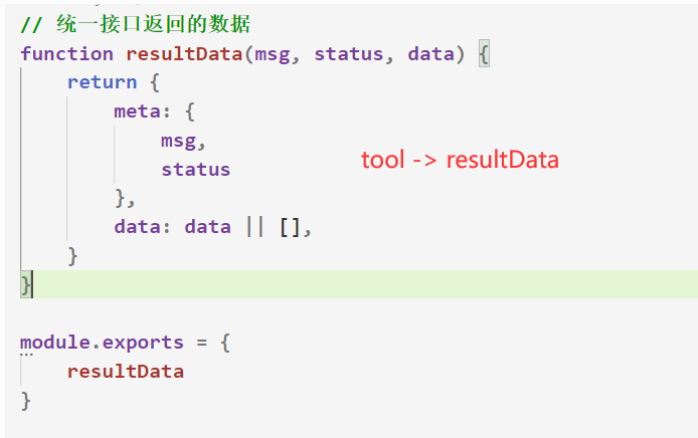 // 统一接口返回的数据
function resultData(msg, status, data) {
    return {
        meta: {
            msg,
            status
        },
        data: data || [],
    }
}
tool -> resultData
module.exports = {
    resultData
}